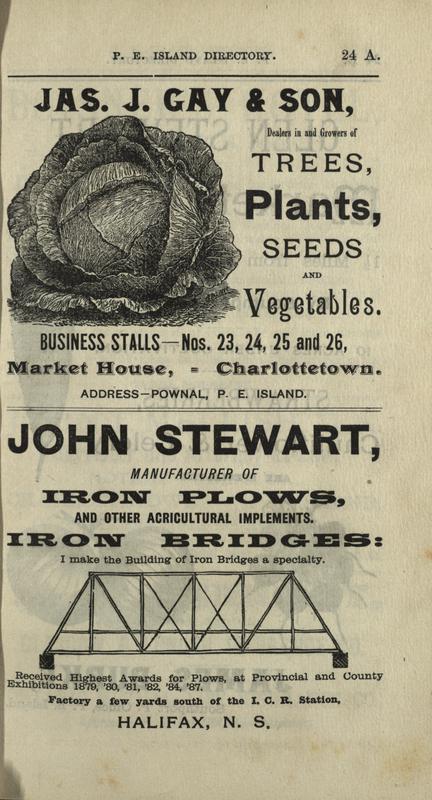 P. E. ISLAND DIRECTORY. 24 A.
JAS. J. GAY & SON,
Dealers in and Growers of
TREES,
Plants,
SEEDS
AND
Vegetables.
BUSINESS STALLS—Nos. 23, 24, 25 and 26,
Market House, = Charlottetown.
ADDRESS—POWNAL, P. E. ISLAND.
JOHN STEWART,
MANUFACTURER OF
IRON PLOWS,
AND OTHER ACRICULTURAL IMPLEMENTS.
IRON BRIDGES:
I make the Building of Iron Bridges a specialty.
Received Highest Awards for Plows, at Provincial and County
Exhibitions 1879, '80, '81, '82, '84, '87.
Factory a few yards south of the I. C. R. Station,
HALIFAX, N. S.